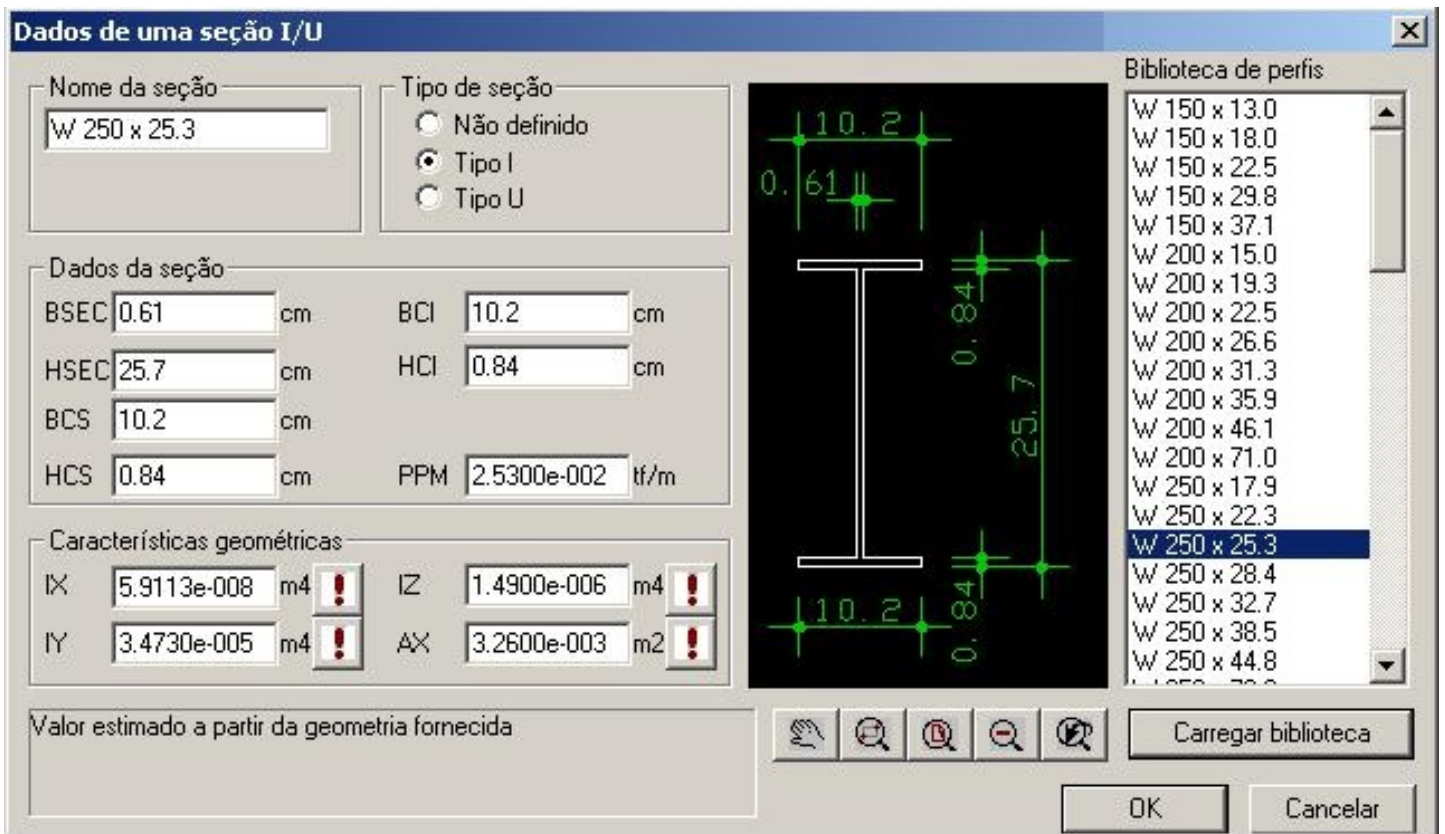 Dados de uma seção I/U
Nome da seção
W 250 x 25.3
Tipo de seção
Não definido
Tipo I
Tipo U
Dados da seção
BSEC 0.61 cm
BCI 10.2 cm
HSEC 25.7 cm
HCI 0.84 cm
BCS 10.2 cm
HCS 0.84 cm
PPM 2.5300e-002 tf/m
Características geométricas
IX 5.9113e-008 m4
IZ 1.4900e-006 m4
IY 3.4730e-005 m4
AX 3.2600e-003 m2
Valor estimado a partir da geometria fornecida
10.2
0.61
0.84
25.7
10.2
0.84
Biblioteca de perfis
W 150 x 13.0
W 150 x 18.0
W 150 x 22.5
W 150 x 29.8
W 150 x 37.1
W 200 x 15.0
W 200 x 19.3
W 200 x 22.5
W 200 x 26.6
W 200 x 31.3
W 200 x 35.9
W 200 x 46.1
W 200 x 71.0
W 250 x 17.9
W 250 x 22.3
W 250 x 25.3
W 250 x 28.4
W 250 x 32.7
W 250 x 38.5
W 250 x 44.8
Carregar biblioteca
OK
Cancelar